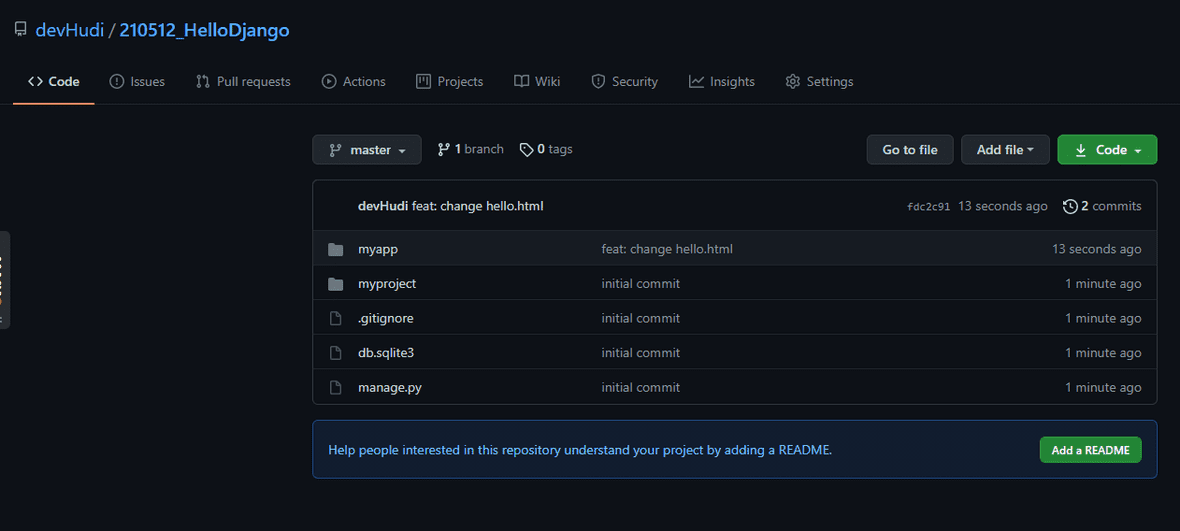 devHudi / 210512_HelloDjango
Code Issues Pull requests Actions Projects Wiki Security Insights Settings
master 1 branch 0 tags Go to file Add file Code
devHudi feat: change hello.html fdc2c91 13 seconds ago 2 commits
myapp feat: change hello.html 13 seconds ago
myproject initial commit 1 minute ago
.gitignore initial commit 1 minute ago
db.sqlite3 initial commit 1 minute ago
manage.py initial commit 1 minute ago
Help people interested in this repository understand your project by adding a README. Add a README